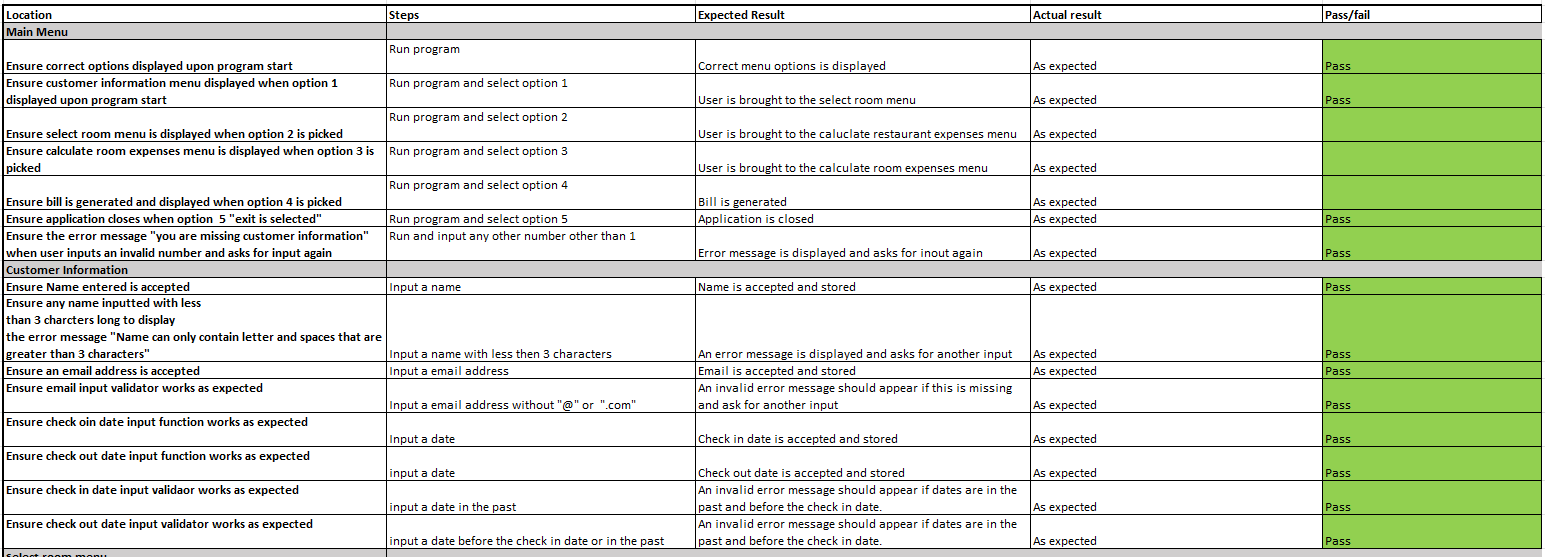 Location Steps Expected Result Actual result Pass/fail
Main Menu
Run program
Ensure correct options displayed upon program start Correct menu options is displayed As expected Pass
Ensure customer information menu displayed when option 1 Run program and select option 1
displayed upon program start User is brought to the select room menu As expected Pass
Run program and select option 2
Ensure select room menu is displayed when option 2 is picked User is brought to the caluclate restaurant expenses menu As expected
Ensure calculate room expenses menu is displayed when option 3 is Run program and select option 3
picked User is brought to the calculate room expenses menu As expected
Run program and select option 4
Ensure bill is generated and displayed when option 4 is picked Bill is generated As expected
Ensure application closes when option 5 "exit is selected" Run program and select option 5 Application is closed As expected Pass
Ensure the error message "you are missing customer information" Run and input any other number other than 1
when user inputs an invalid number and asks for input again Error message is displayed and asks for inout again As expected Pass
Customer Information
Ensure Name entered is accepted Input a name Name is accepted and stored As expected Pass
Ensure any name inputted with less
than 3 charcters long to display
the error message "Name can only contain letter and spaces that are
greater than 3 characters" Input a name with less then 3 characters An error message is displayed and asks for another input As expected Pass
Ensure an email address is accepted Input a email address Email is accepted and stored As expected Pass
Ensure email input validator works as expected An invalid error message should appear if this is missing
Input a email address without "@" or ".com" and ask for another input As expected Pass
Ensure check oin date input function works as expected
Input a date Check in date is accepted and stored As expected Pass
Ensure check out date input function works as expected
input a date Check out date is accepted and stored As expected Pass
Ensure check in date input validaor works as expected An invalid error message should appear if dates are in the
input a date in the past past and before the check in date. As expected Pass
Ensure check out date input validator works as expected An invalid error message should appear if dates are in the
input a date before the check in date or in the past past and before the check in date. As expected Pass
Select room menu